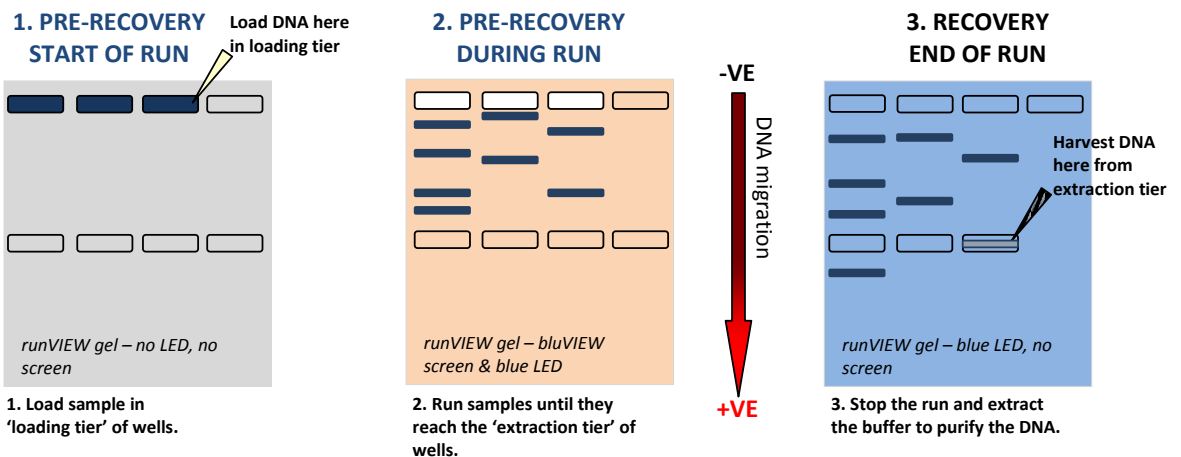 1. PRE-RECOVERY
START OF RUN
Load DNA here
in loading tier
runVIEW gel – no LED, no
screen
1. Load sample in
‘loading tier’ of wells.
2. PRE-RECOVERY
DURING RUN
runVIEW gel – bluVIEW
screen & blue LED
2. Run samples until they
reach the ‘extraction tier’ of
wells.
-VE
DNA migration
+VE
3. RECOVERY
END OF RUN
Harvest DNA
here from
extraction tier
runVIEW gel – blue LED, no
screen
3. Stop the run and extract
the buffer to purify the DNA.